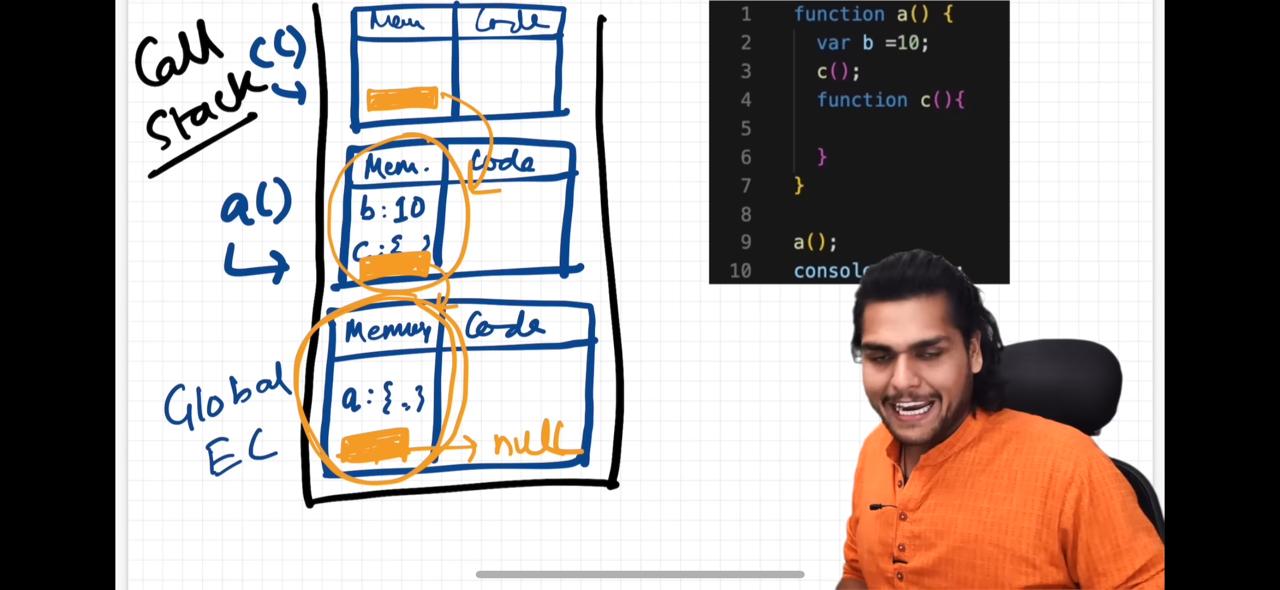 Call
Stack
c()
Mem
Code
a()
Mem.
Code
b:10
c:{ }
Global
EC
Memory
Code
a:{..}
null
1 function a() {
2 var b =10;
3 c();
4 function c(){
5
6 }
7 }
8
9 a();
10 consol